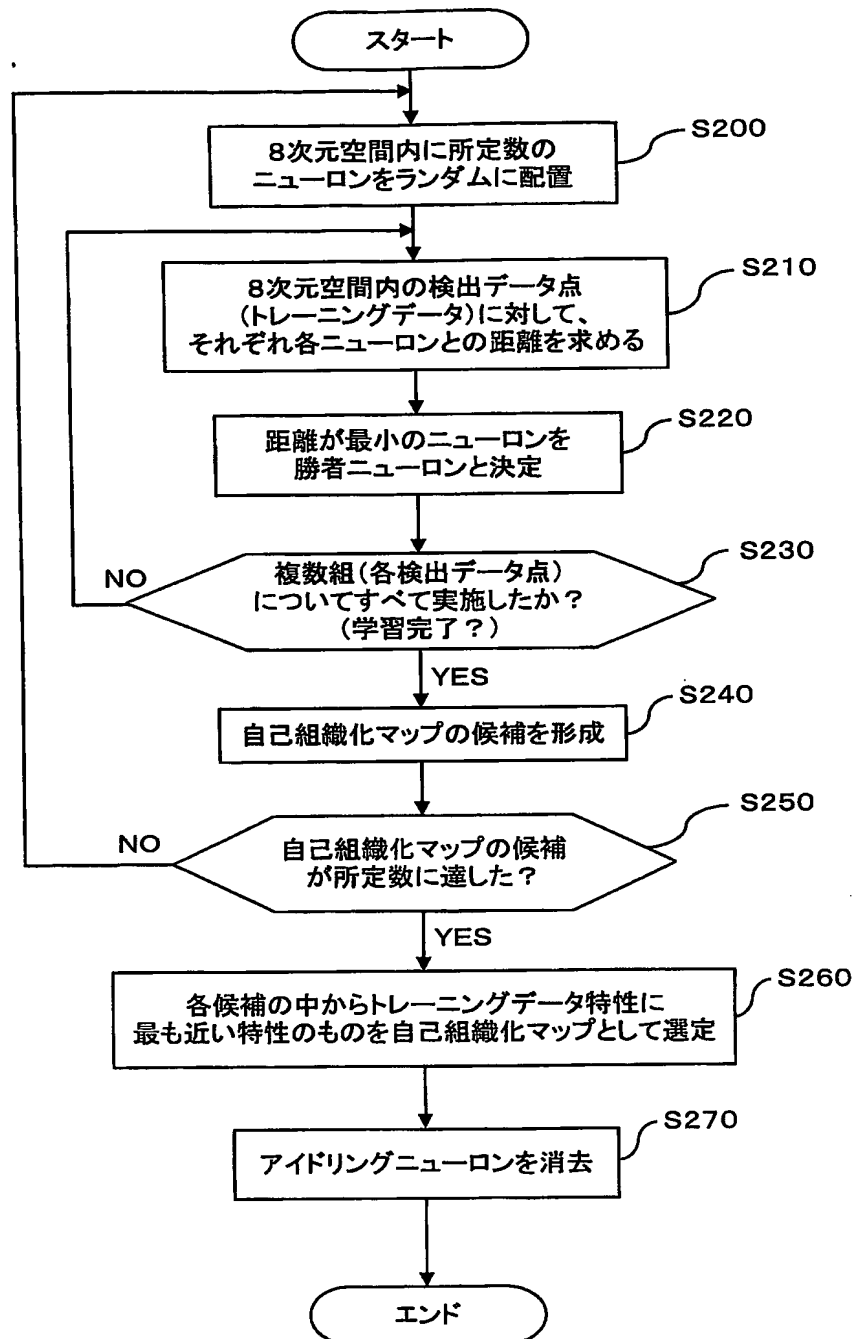 スタート
S200
8次元空間内に所定数の
ニューロンをランダムに配置
S210
8次元空間内の検出データ点
(トレーニングデータ)に対して、
それぞれ各ニューロンとの距離を求める
S220
距離が最小のニューロンを
勝者ニューロンと決定
S230
NO
複数組(各検出データ点)
についてすべて実施したか?
(学習完了?)
YES
S240
自己組織化マップの候補を形成
S250
NO
自己組織化マップの候補
が所定数に達した?
YES
S260
各候補の中からトレーニングデータ特性に
最も近い特性のものを自己組織化マップとして選定
S270
アイドリングニューロンを消去
エンド